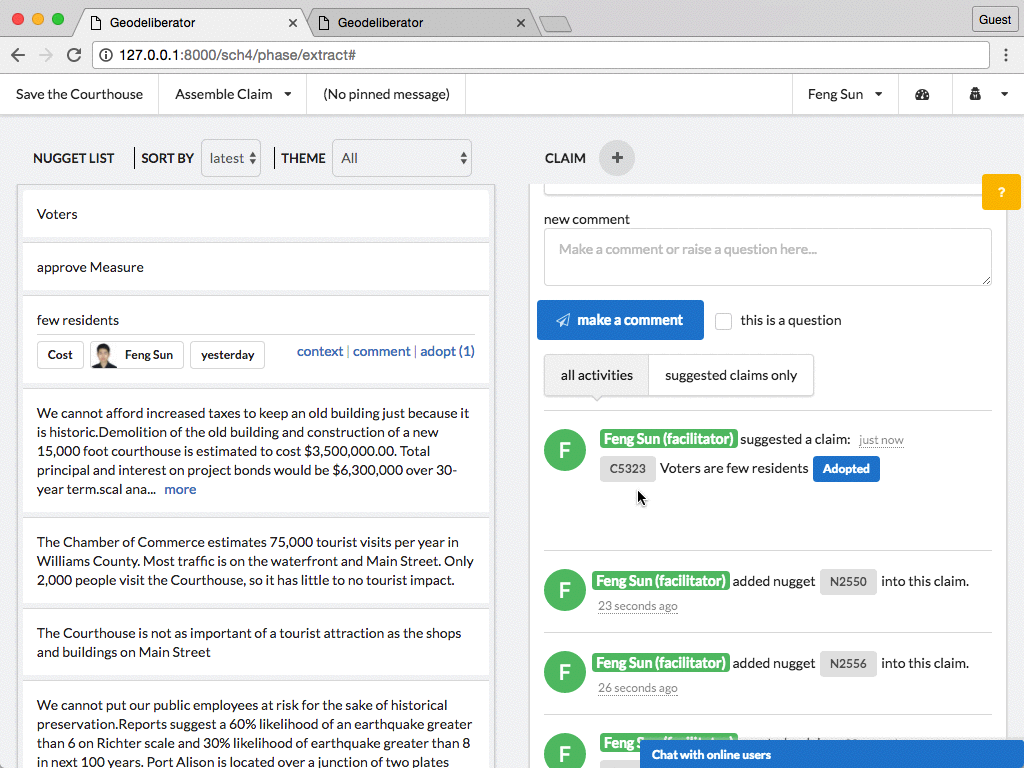 Geodeliberator
Geodeliberator
Guest
127.0.0.1:8000/sch4/phase/extract#
Save the Courthouse
Assemble Claim
(No pinned message)
Feng Sun
NUGGET LIST
SORT BY
latest
THEME
All
CLAIM
+
?
Voters
approve Measure
few residents
Cost
Feng Sun
yesterday
context | comment | adopt (1)
We cannot afford increased taxes to keep an old building just because it
is historic.Demolition of the old building and construction of a new
15,000 foot courthouse is estimated to cost $3,500,000.00. Total
principal and interest on project bonds would be $6,300,000 over 30-
year term.scal ana... more
The Chamber of Commerce estimates 75,000 tourist visits per year in
Williams County. Most traffic is on the waterfront and Main Street. Only
2,000 people visit the Courthouse, so it has little to no tourist impact.
The Courthouse is not as important of a tourist attraction as the shops
and buildings on Main Street
We cannot put our public employees at risk for the sake of historical
preservation.Reports suggest a 60% likelihood of an earthquake greater
than 6 on Richter scale and 30% likelihood of earthquake greater than 8
in next 100 years. Port Alison is located over a junction of two plates
new comment
Make a comment or raise a question here...
make a comment
this is a question
all activities
suggested claims only
F
Feng Sun (facilitator) suggested a claim: just now
C5323 Voters are few residents Adopted
F
Feng Sun (facilitator) added nugget N2550 into this claim.
23 seconds ago
F
Feng Sun (facilitator) added nugget N2556 into this claim.
26 seconds ago
F
Feng S
Chat with online users